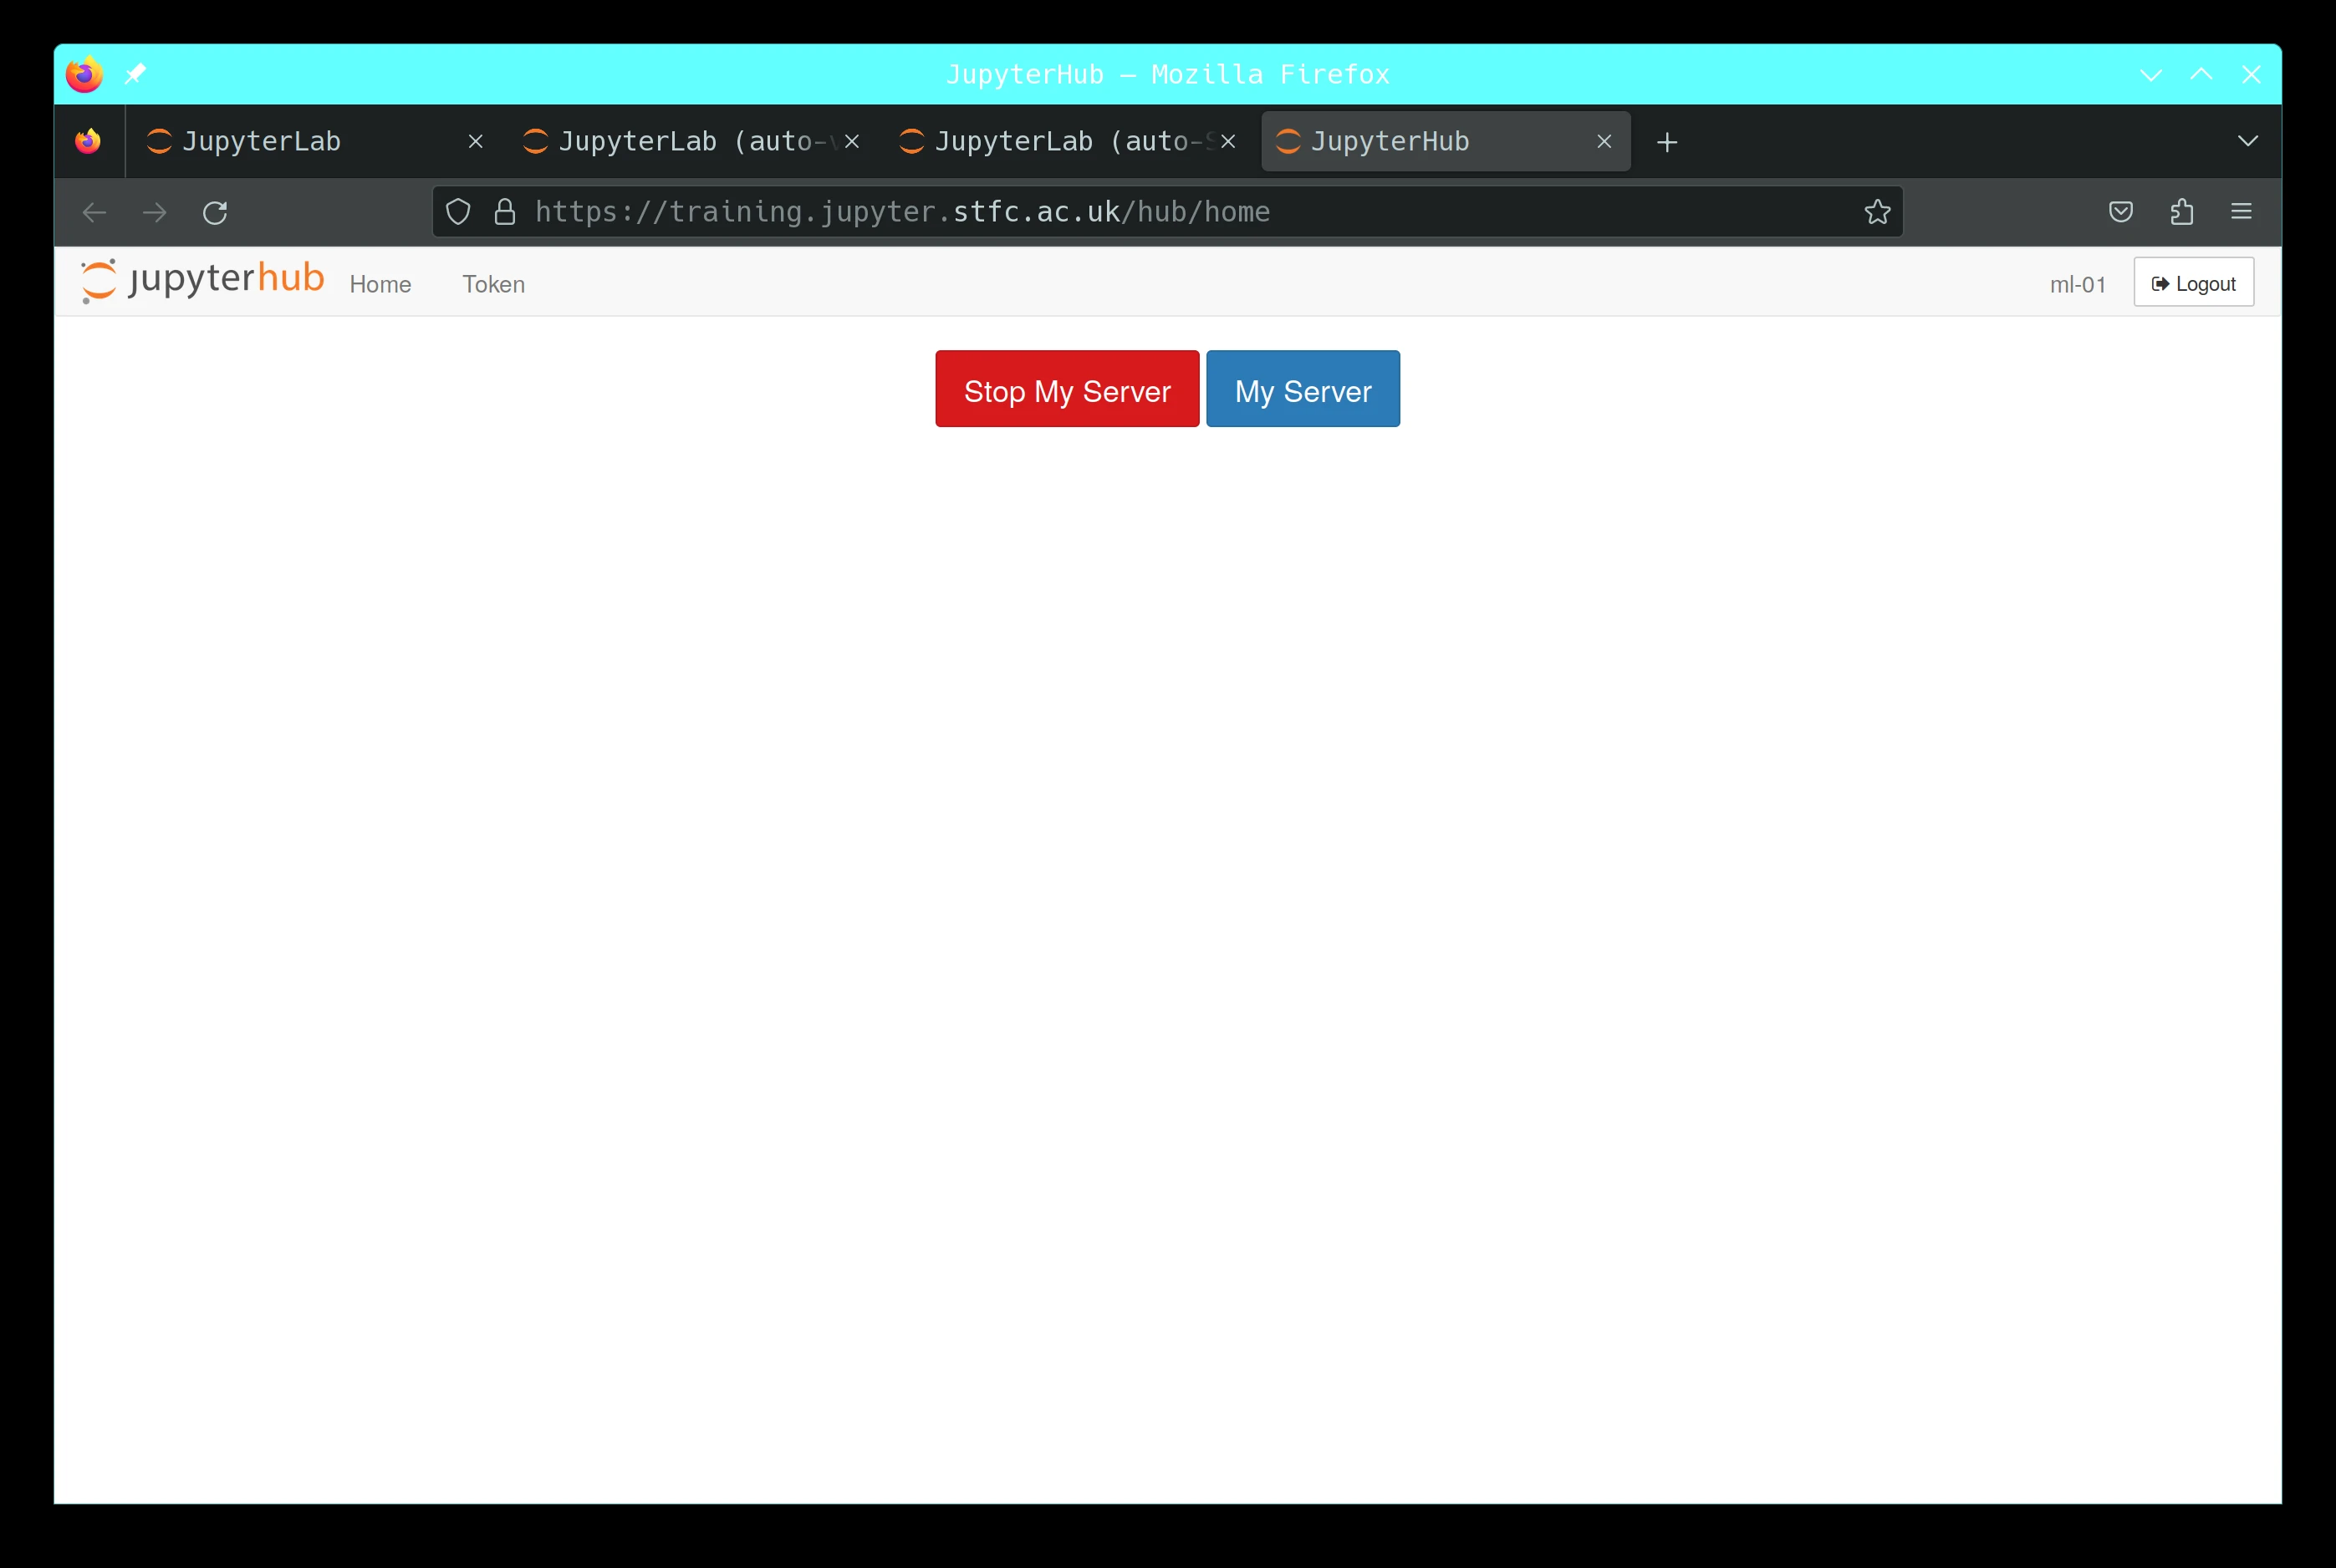 JupyterHub — Mozilla Firefox
JupyterLab JupyterLab (auto- JupyterLab (auto-S JupyterHub
https://training.jupyter.stfc.ac.uk/hub/home
jupyterhub Home Token ml-01 Logout
Stop My Server My Server